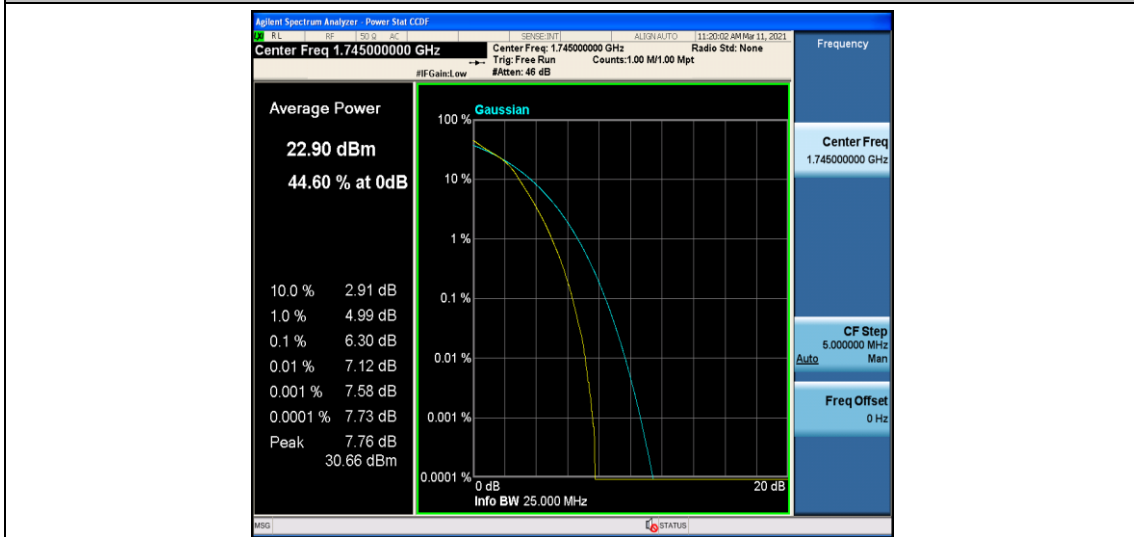 Agilent Spectrum Analyzer - Power Stat CCDF
RL RF 50 Ω AC SENSE:INT ALIGN AUTO 11:20:02 AM Mar 11, 2021
Center Freq 1.745000000 GHz
Center Freq: 1.745000000 GHz Radio Std: None
Trig: Free Run Counts:1.00 M/1.00 Mpt
#IFGain:Low #Atten: 46 dB
Frequency
Average Power
22.90 dBm
44.60 % at 0dB
10.0 % 2.91 dB
1.0 % 4.99 dB
0.1 % 6.30 dB
0.01 % 7.12 dB
0.001 % 7.58 dB
0.0001 % 7.73 dB
Peak 7.76 dB
30.66 dBm
Gaussian
100 %
10 %
1 %
0.1 %
0.01 %
0.001 %
0.0001 %
0 dB 20 dB
Info BW 25.000 MHz
Center Freq
1.745000000 GHz
CF Step
5.000000 MHz
Auto Man
Freq Offset
0 Hz
MSG STATUS